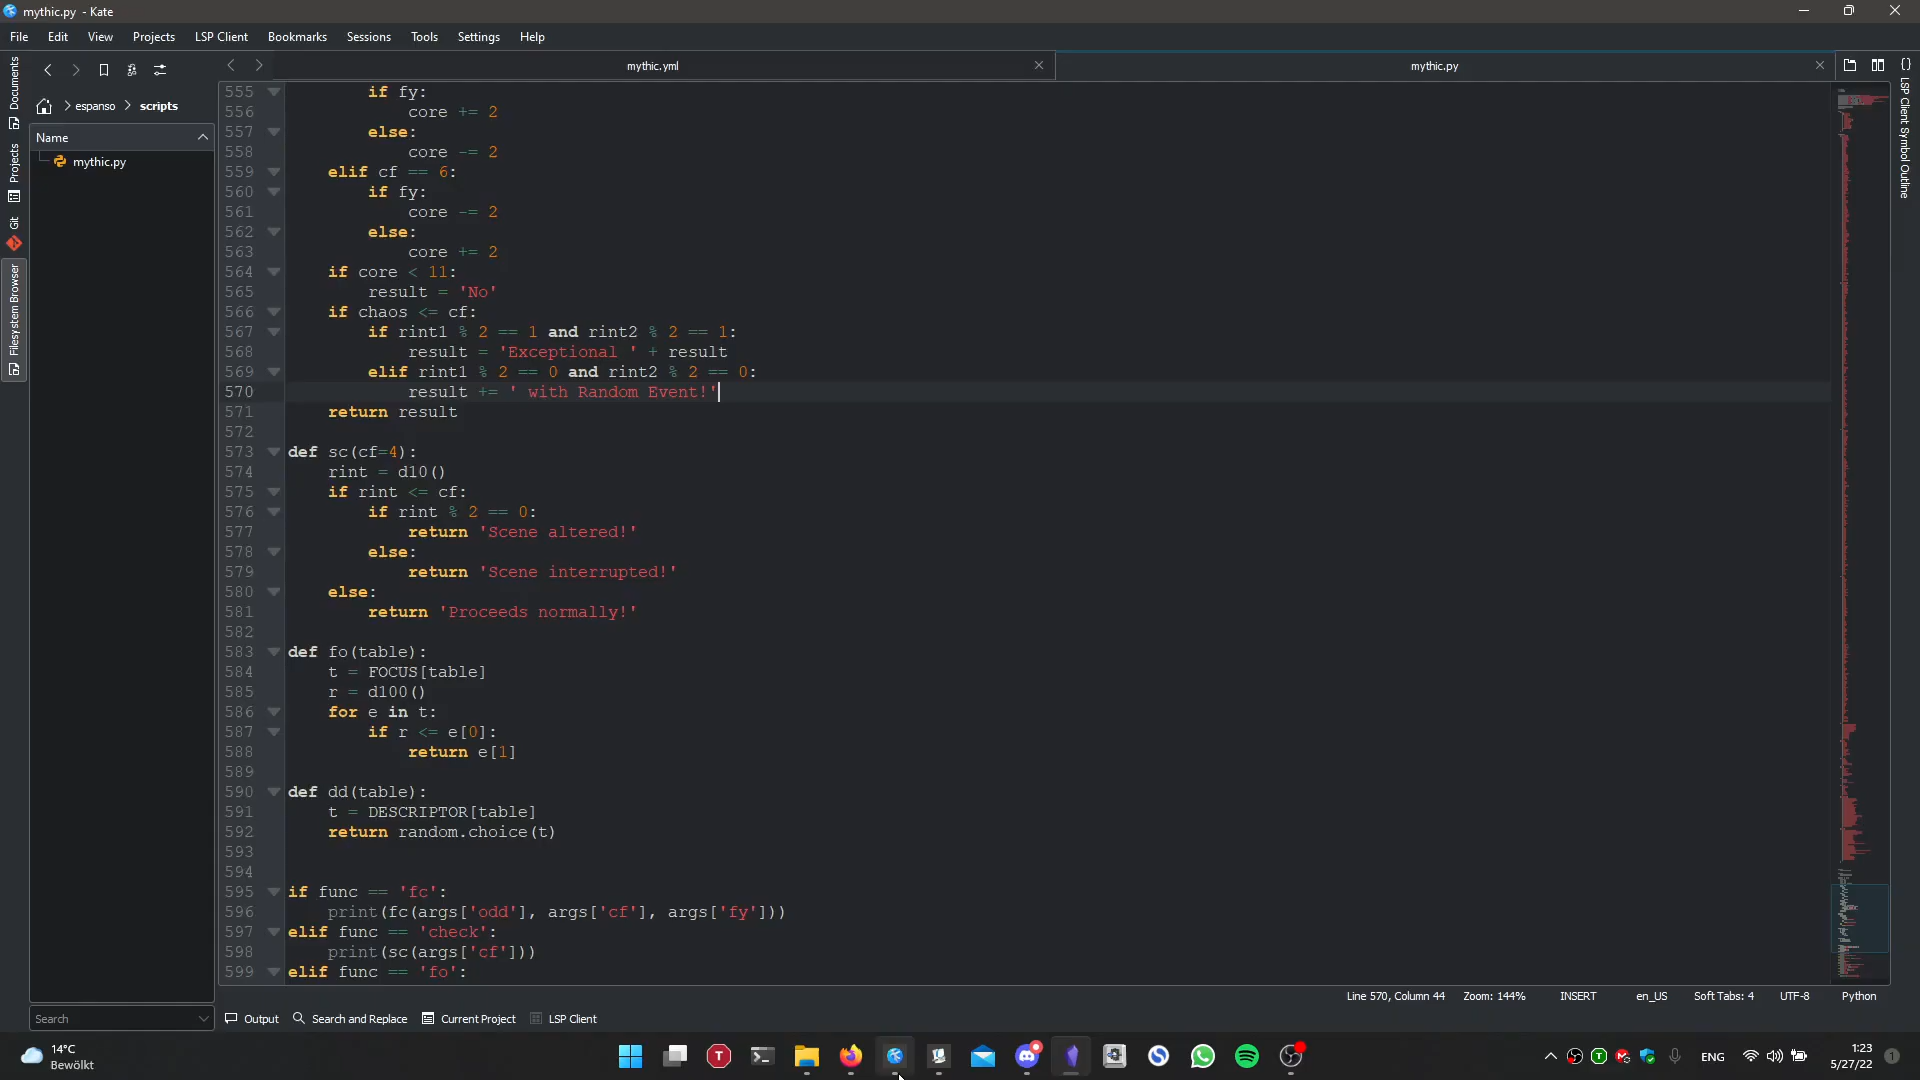 mythic.py - Kate
File Edit View Projects LSP Client Bookmarks Sessions Tools Settings Help
mythic.yml
mythic.py
Documents
Projects
Git
Filesystem Browser
espanso scripts
Name
mythic.py
Search
555 if fy:
556 core += 2
557 else:
558 core -= 2
559 elif cf == 6:
560 if fy:
561 core -= 2
562 else:
563 core += 2
564 if core < 11:
565 result = 'No'
566 if chaos <= cf:
567 if rint1 % 2 == 1 and rint2 % 2 == 1:
568 result = 'Exceptional ' + result
569 elif rint1 % 2 == 0 and rint2 % 2 == 0:
570 result += ' with Random Event!'
571 return result
572
573 def sc(cf=4):
574 rint = d10()
575 if rint <= cf:
576 if rint % 2 == 0:
577 return 'Scene altered!'
578 else:
579 return 'Scene interrupted!'
580 else:
581 return 'Proceeds normally!'
582
583 def fo(table):
584 t = FOCUS[table]
585 r = d100()
586 for e in t:
587 if r <= e[0]:
588 return e[1]
589
590 def dd(table):
591 t = DESCRIPTOR[table]
592 return random.choice(t)
593
594
595 if func == 'fc':
596 print(fc(args['odd'], args['cf'], args['fy']))
597 elif func == 'check':
598 print(sc(args['cf']))
599 elif func == 'fo':
LSP Client Symbol Outline
Line 570, Column 44 Zoom: 144% INSERT en_US Soft Tabs: 4 UTF-8 Python
Output Search and Replace Current Project LSP Client
14°C
Bewölkt
ENG
1:23
5/27/22
1